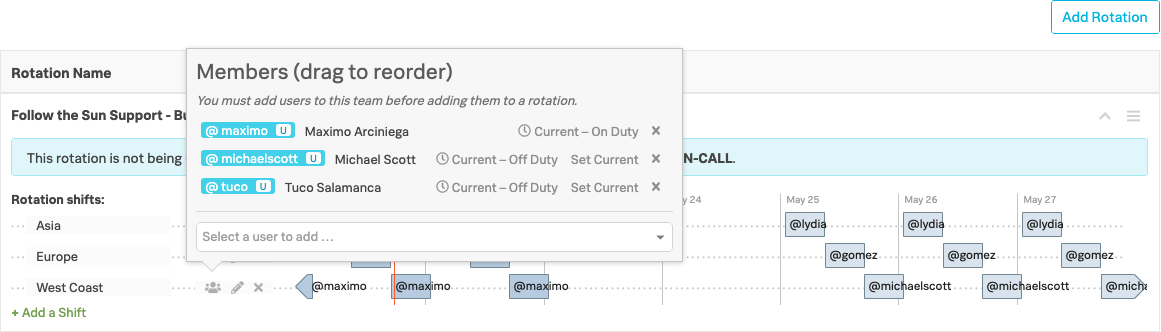 Add Rotation
Rotation Name
Members (drag to reorder)
You must add users to this team before adding them to a rotation.
Follow the Sun Support - Bu
@ maximo U Maximo Arciniega Current – On Duty ×
@ michaelscott U Michael Scott Current – Off Duty Set Current ×
This rotation is not being N-CALL.
@ tuco U Tuco Salamanca Current – Off Duty Set Current ×
Rotation shifts: 24 May 25 May 26 May 27
Select a user to add ...
Asia @lydia @lydia @lydia
Europe @gomez @gomez @gomez
West Coast @maximo @maximo @maximo @michaelscott @michaelscott @micha
+ Add a Shift